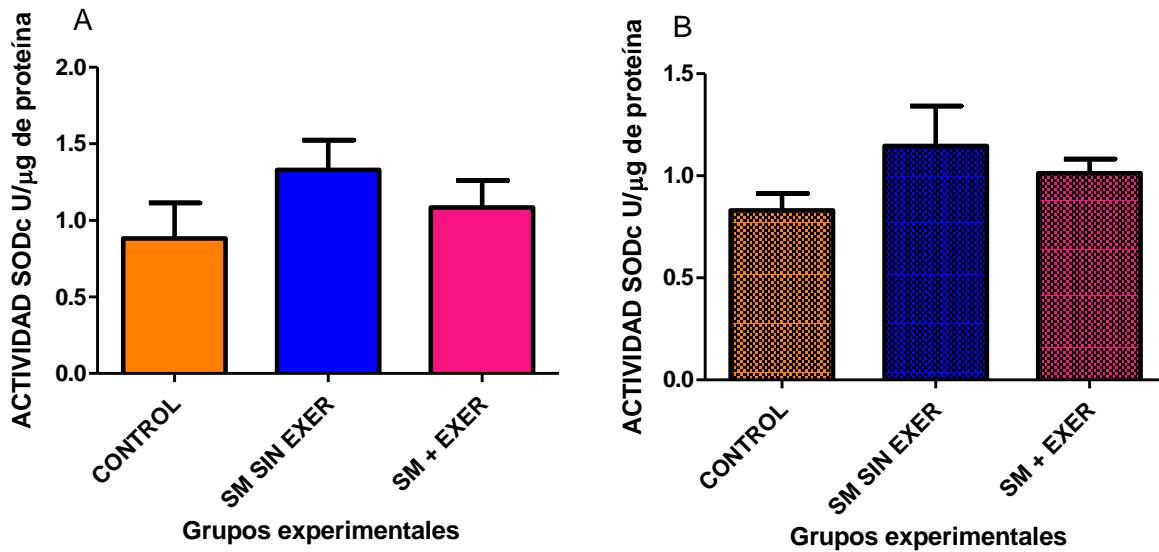 A
ACTIVIDAD SODc U/μg de proteína
2.0
1.5
1.0
0.5
0.0
CONTROL
SM SIN EXER
SM + EXER
Grupos experimentales
B
ACTIVIDAD SODc U/μg de proteína
1.5
1.0
0.5
0.0
CONTROL
SM SIN EXER
SM + EXER
Grupos experimentales